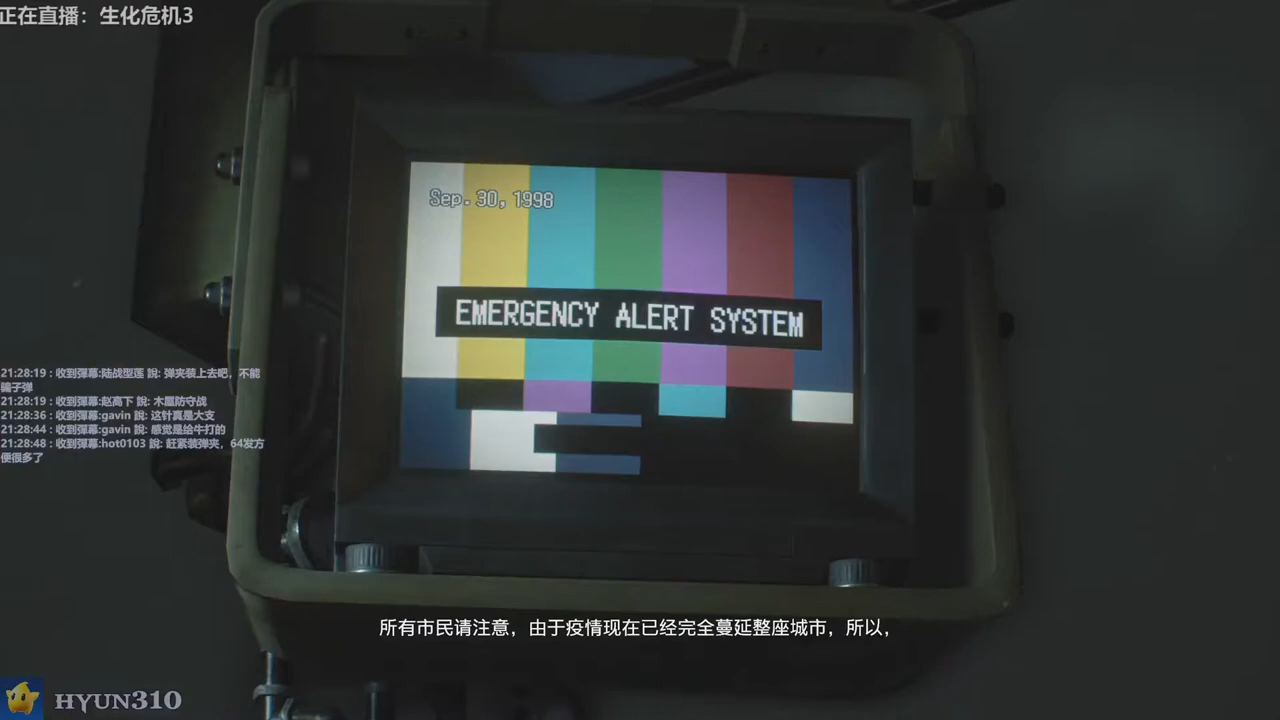 正在直播：生化危机3
Sep. 30, 1998
EMERGENCY ALERT SYSTEM
21:28:19 : 收到彈幕:陆战型莲 說: 弹夹装上去吧，不能
骗子弹
21:28:19 : 收到彈幕:赵高下 說: 木屋防守战
21:28:36 : 收到彈幕:gavin 說: 这针真是大支
21:28:44 : 收到彈幕:gavin 說: 感觉是给牛打的
21:28:48 : 收到彈幕:hot0103 說: 赶紧装弹夹，64发方
便很多了
所有市民请注意，由于疫情现在已经完全蔓延整座城市，所以，
HYUN310